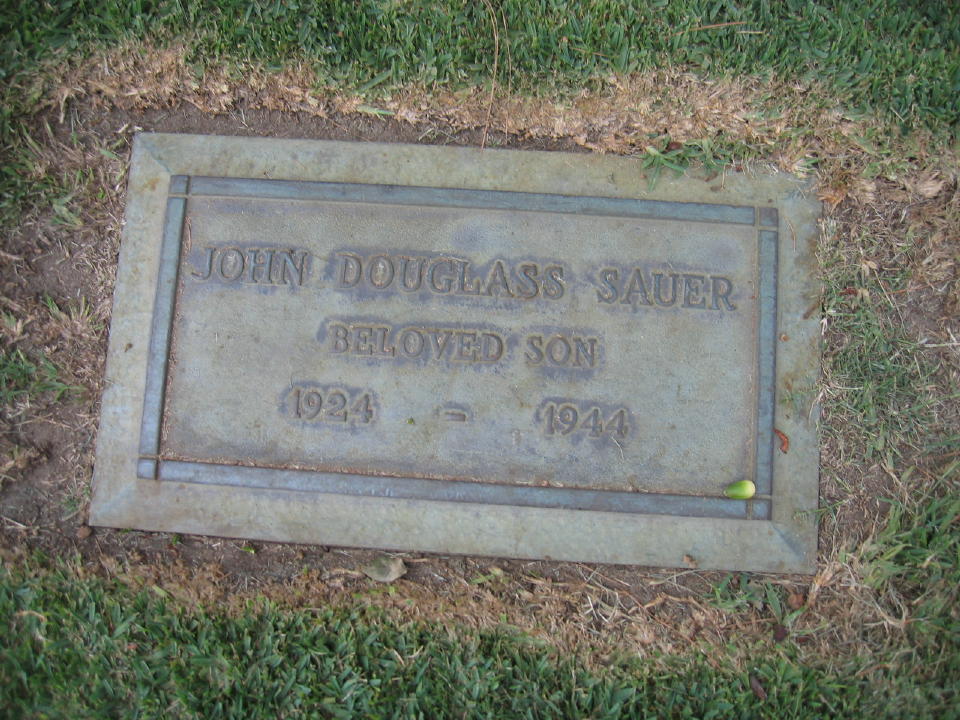 JOHN DOUGLASS SAUER
BELOVED SON
1924 - 1944